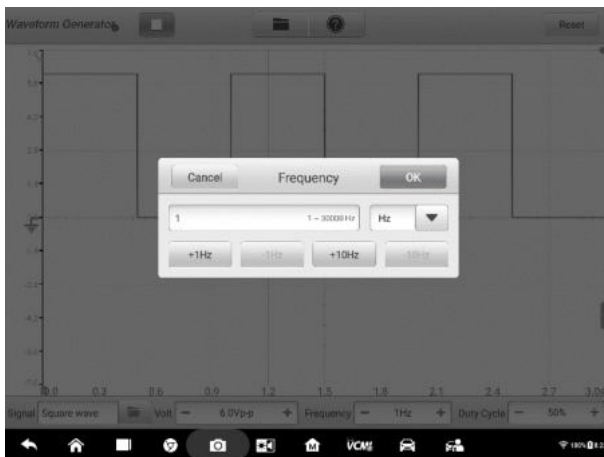 Waveform Generator
Reset
Cancel Frequency OK
1 1 ~ 30000 Hz Hz
+1Hz -1Hz +10Hz -10Hz
0.0 0.3 0.6 0.9 1.2 1.5 1.8 2.1 2.4 2.7 3.0
Signal Square wave Volt − 6.0Vp-p + Frequency − 1Hz + Duty Cycle − 50% +
M VCMI 100%